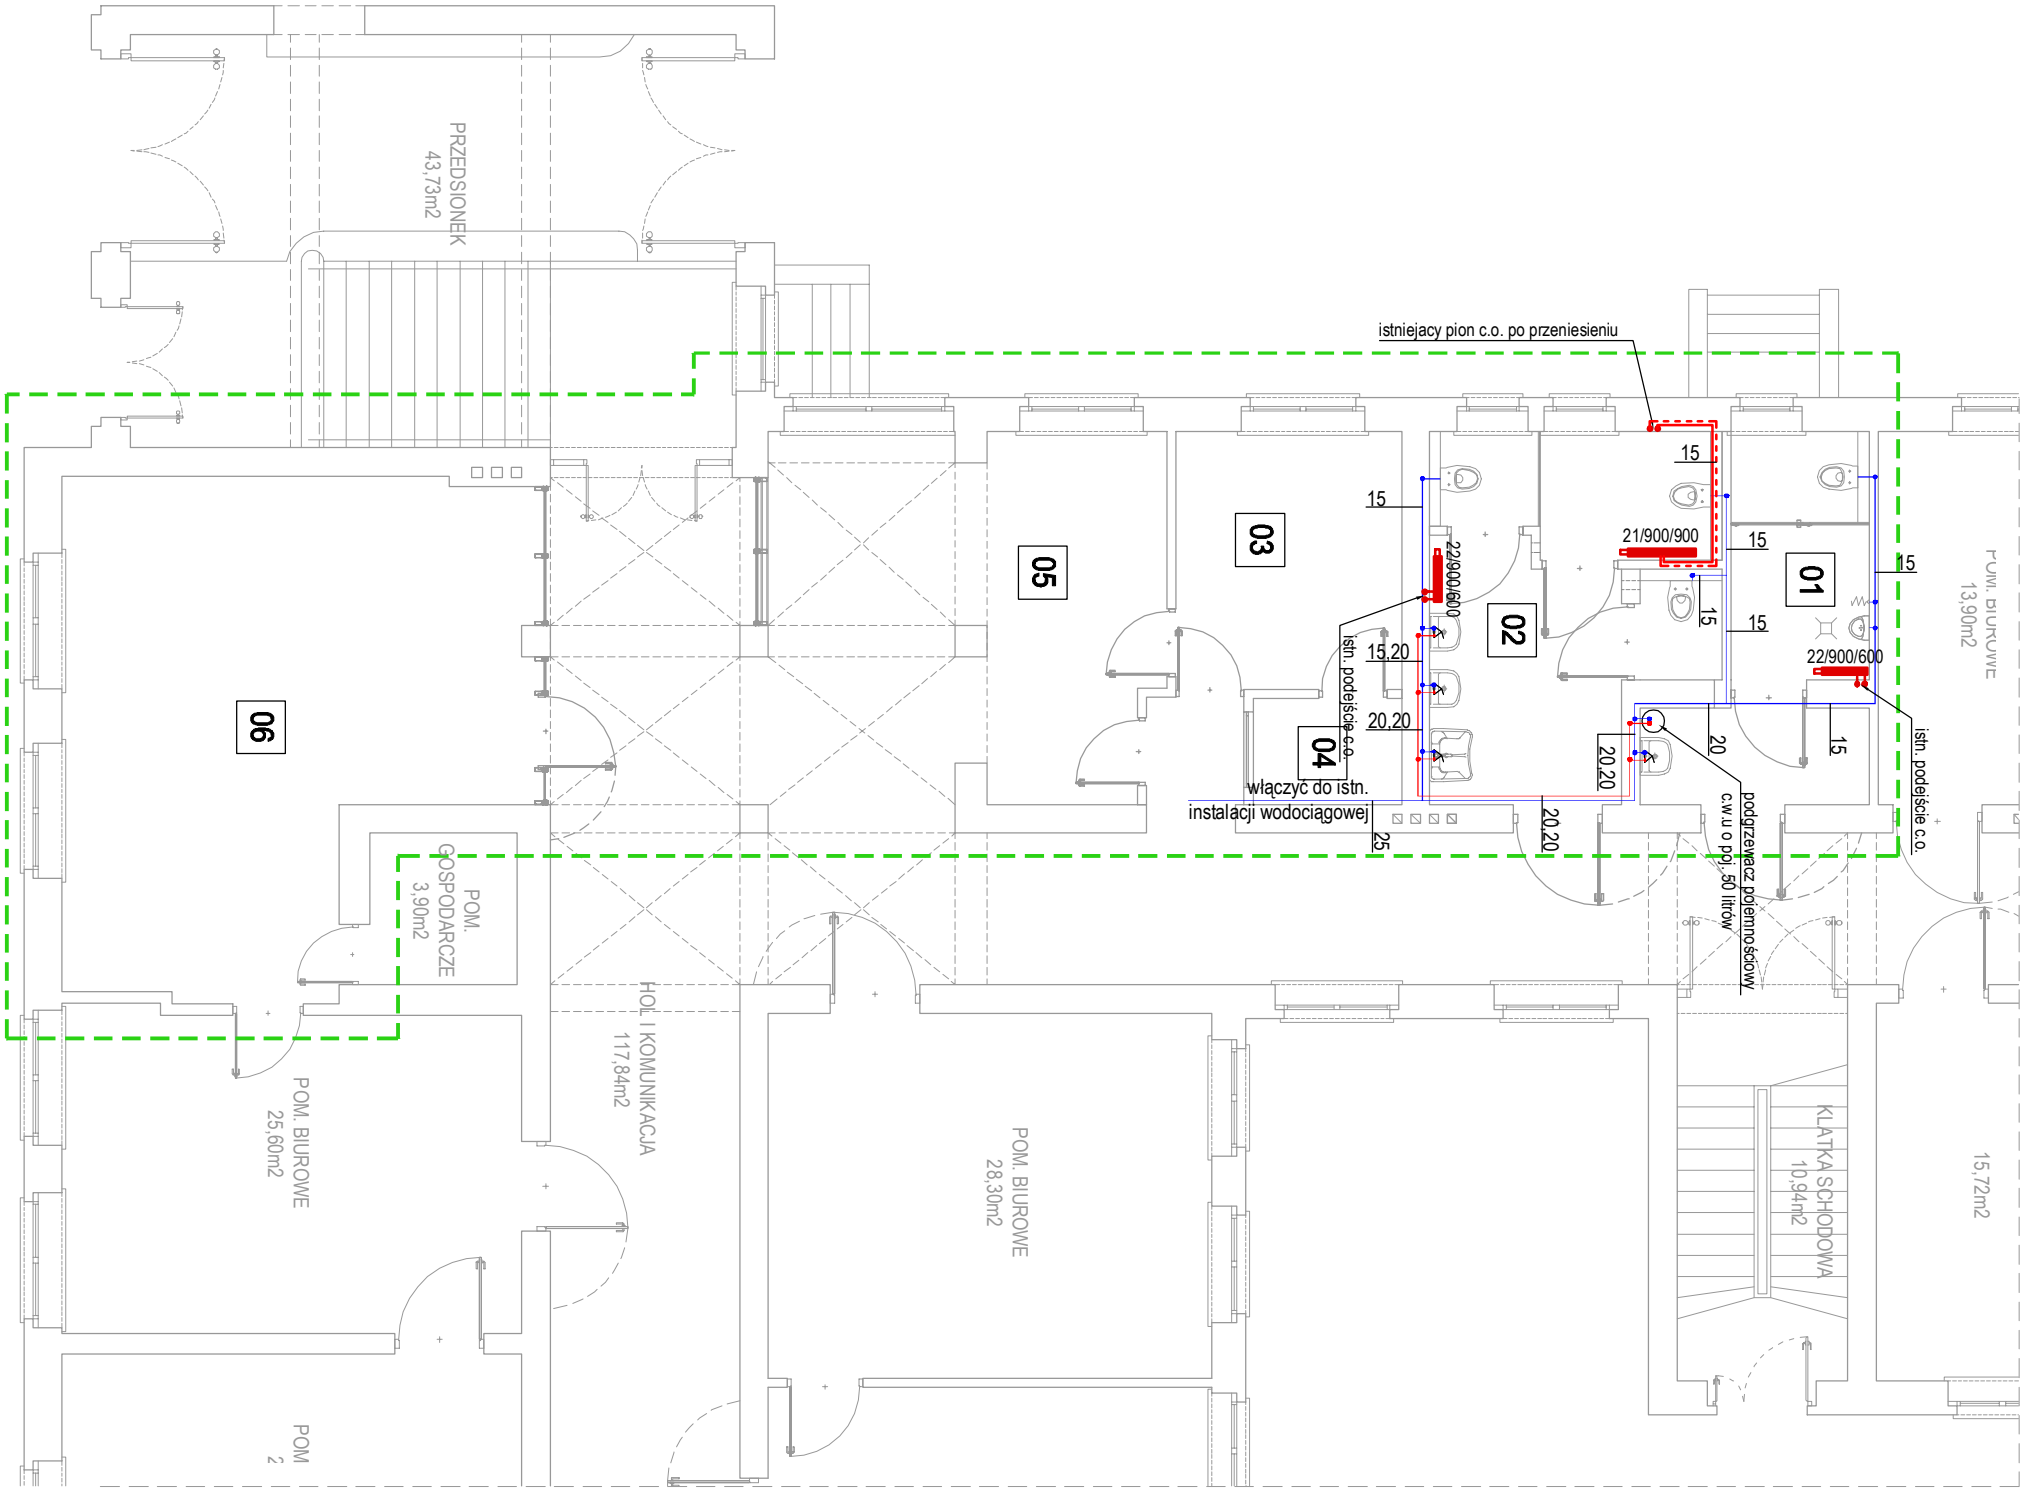 PRZEDSIONEK
43,73m2
istniejacy pion c.o. po przeniesieniu
15
15
21/900/900
15
22/900/600
15
15
15
01
02
03
04
05
06
22/900/600
istn. podejście c.o.
15,20
20,20
włączyć do istn.
instalacji wodociągowej
25
20,20
20,20
20
15
istn. podejście c.o.
podgrzewacz pojemnościowy
c.w.u o poj. 50 litrów
POM. BIUROWE
13,90m2
POM.
GOSPODARCZE
3,90m2
HOL I KOMUNIKACJA
117,84m2
POM. BIUROWE
25,60m2
POM. BIUROWE
28,30m2
KLATKA SCHODOWA
10,94m2
15,72m2
POM